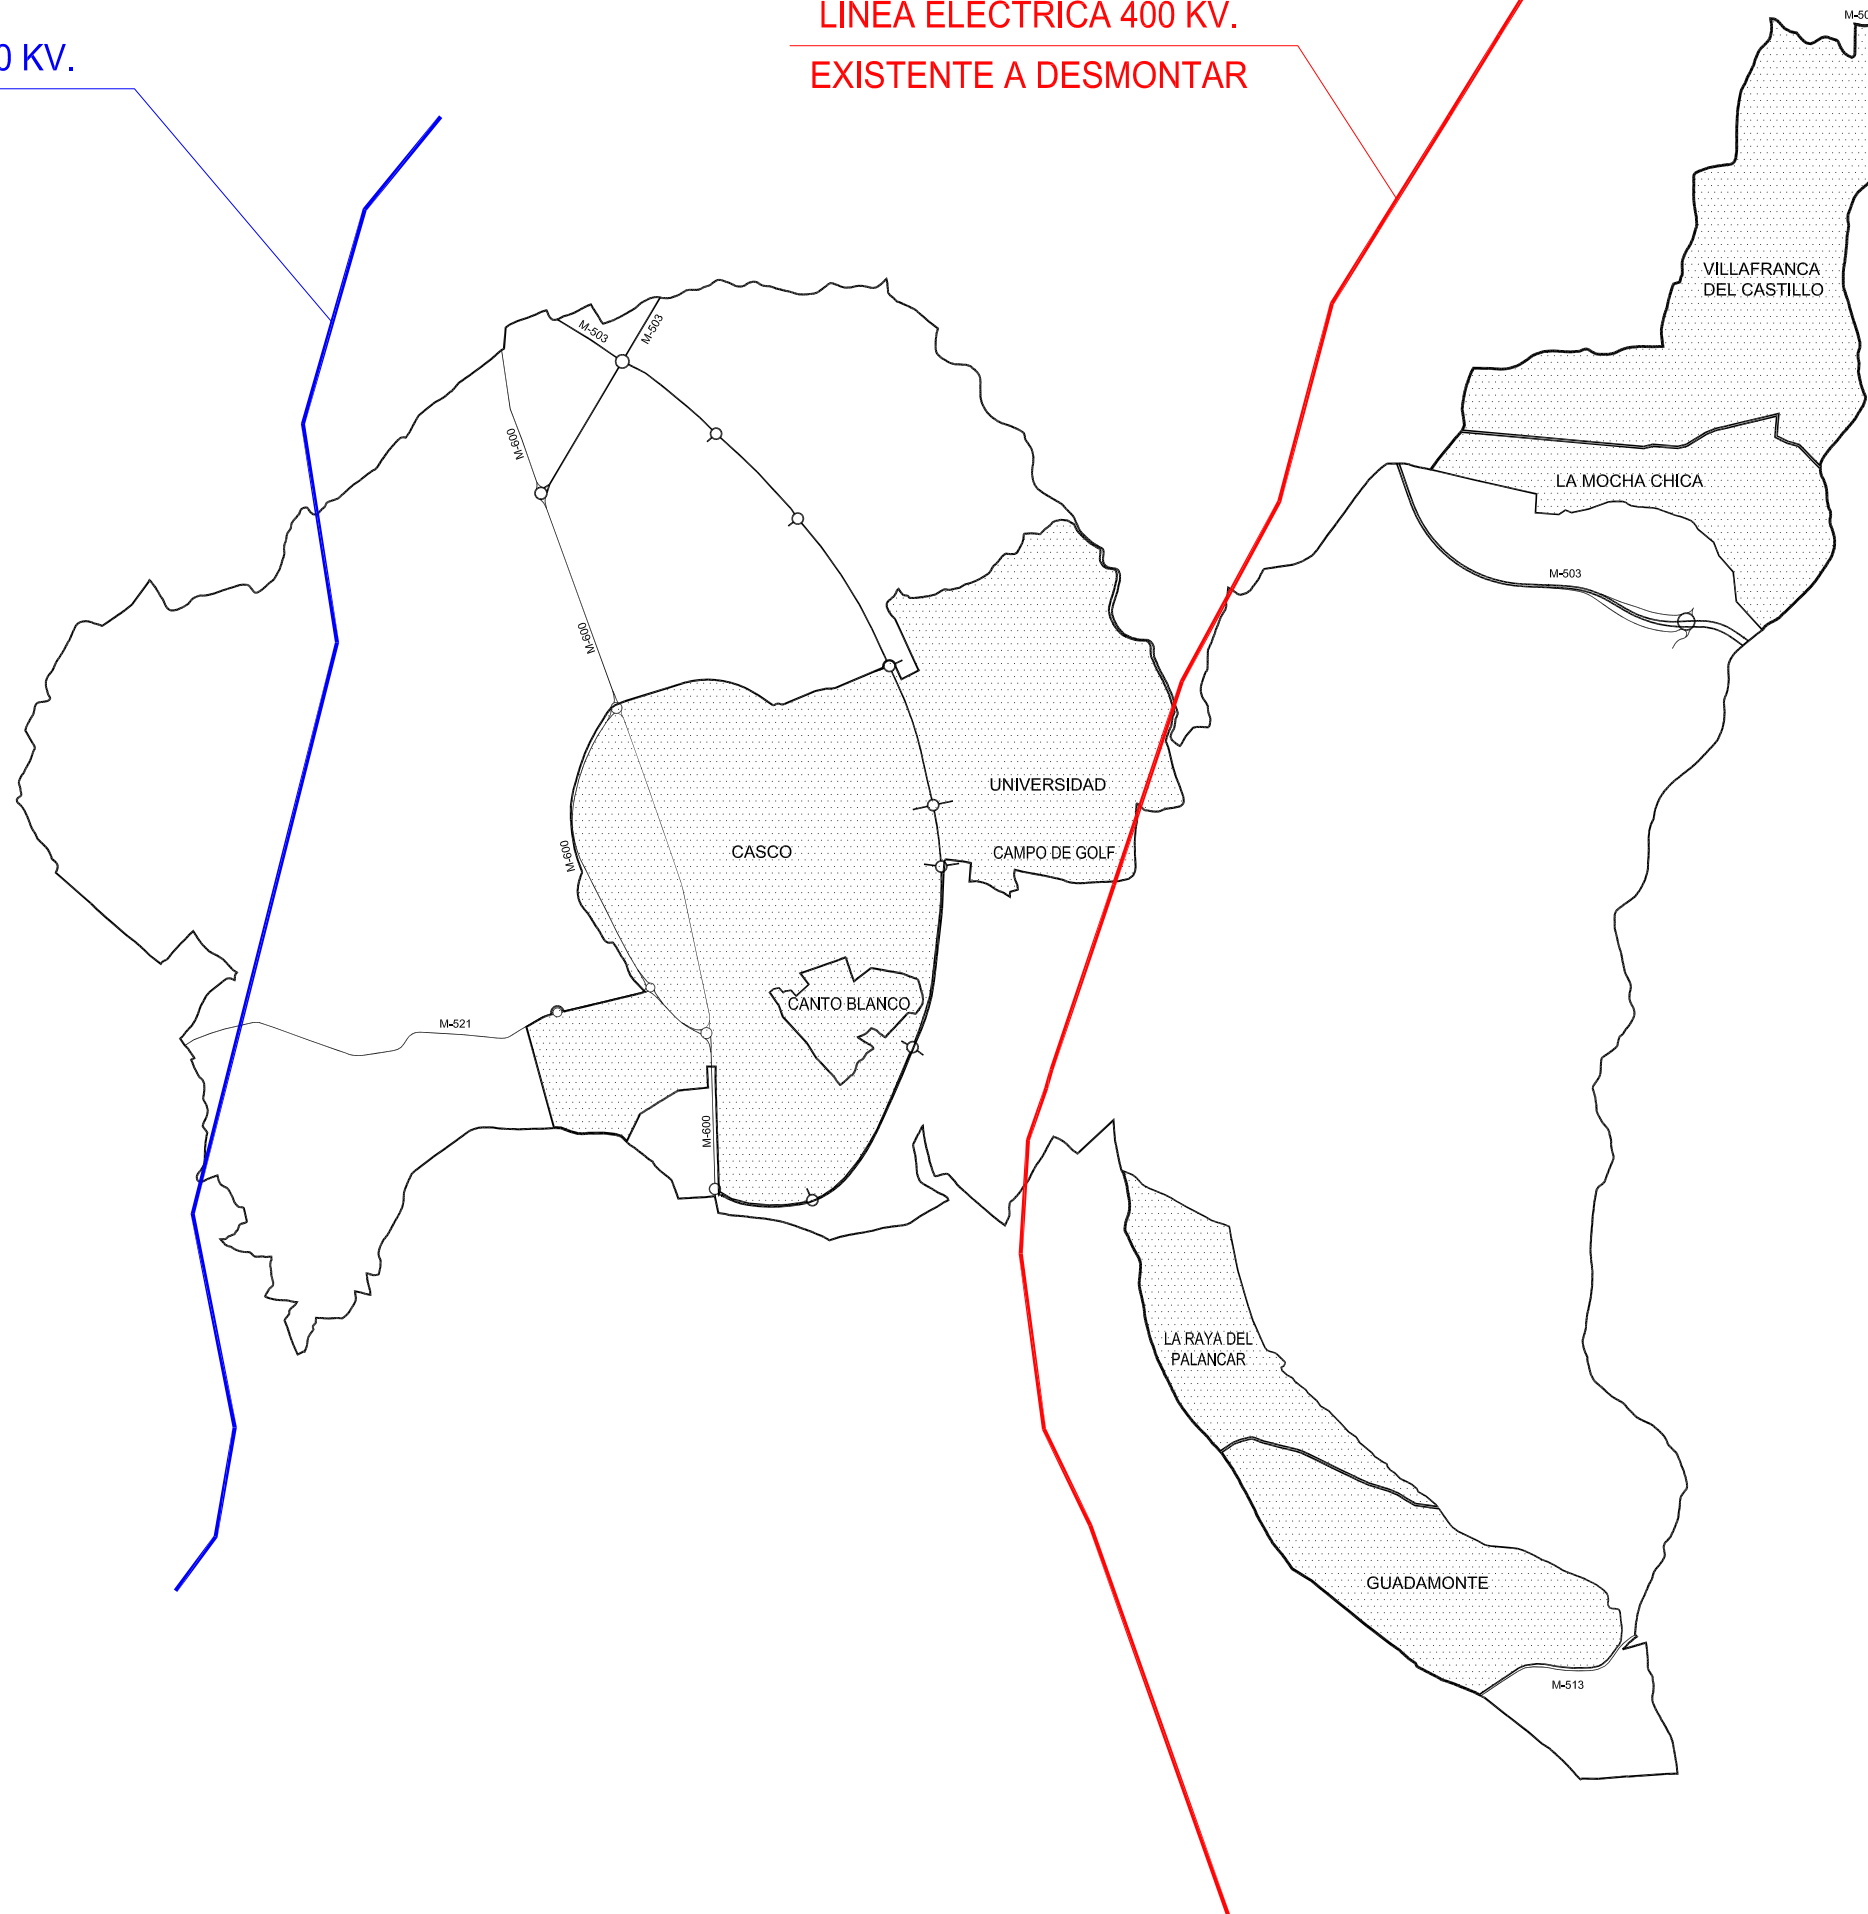 LINEA ELECTRICA 400 KV.
EXISTENTE A DESMONTAR
0 KV.
M-50
VILLAFRANCA
DEL CASTILLO
M-503
M-503
M-600
LA MOCHA CHICA
M-503
M-600
UNIVERSIDAD
CASCO
CAMPO DE GOLF
M-600
CANTO BLANCO
M-521
M-600
LA RAYA DEL
PALANCAR
GUADAMONTE
M-513